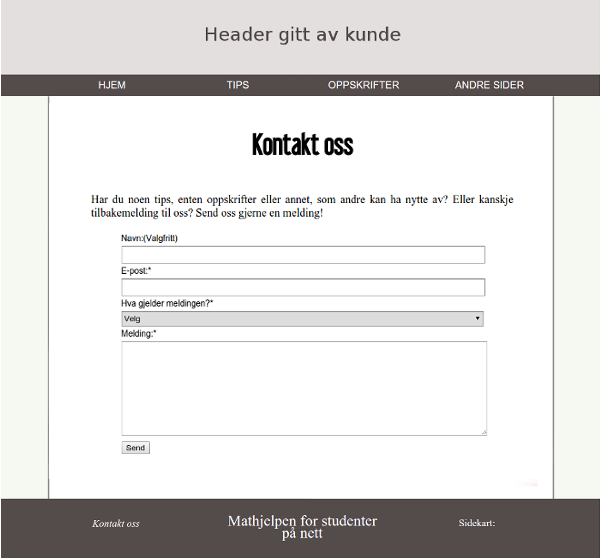 Header gitt av kunde
HJEM TIPS OPPSKRIFTER ANDRE SIDER
Kontakt oss
Har du noen tips, enten oppskrifter eller annet, som andre kan ha nytte av? Eller kanskje
tilbakemelding til oss? Send oss gjerne en melding!
Navn:(Valgfritt)
E-post:*
Hva gjelder meldingen?*
Velg
Melding:*
Send
Kontakt oss
Mathjelpen for studenter
på nett
Sidekart: